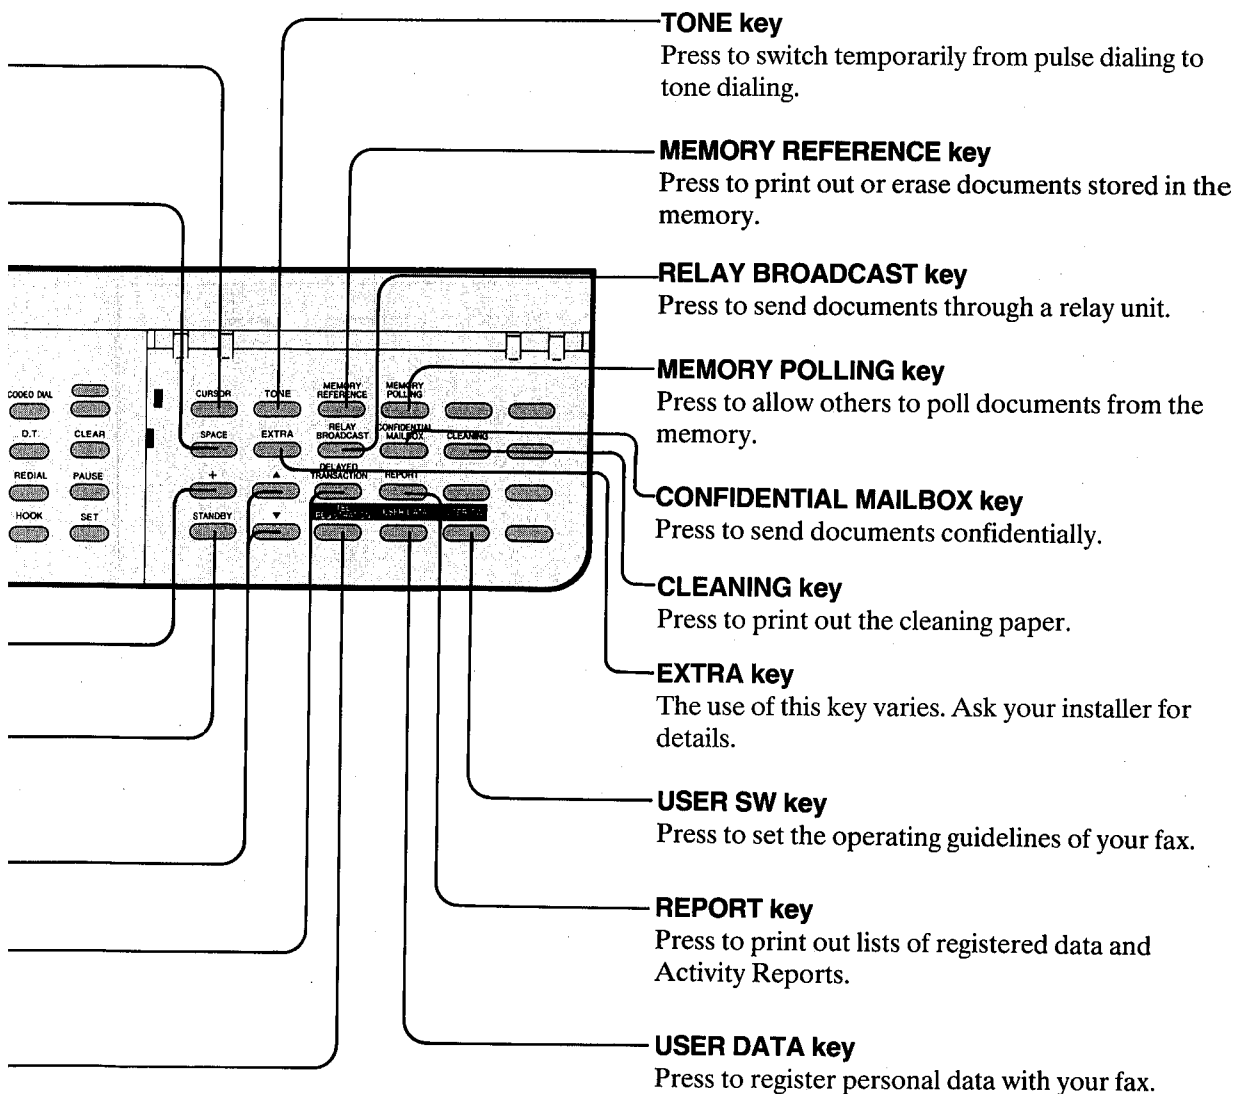 TONE key
Press to switch temporarily from pulse dialing to
tone dialing.
MEMORY REFERENCE key
Press to print out or erase documents stored in the
memory.
RELAY BROADCAST key
Press to send documents through a relay unit.
MEMORY POLLING key
Press to allow others to poll documents from the
memory.
CONFIDENTIAL MAILBOX key
Press to send documents confidentially.
CLEANING key
Press to print out the cleaning paper.
EXTRA key
The use of this key varies. Ask your installer for
details.
USER SW key
Press to set the operating guidelines of your fax.
REPORT key
Press to print out lists of registered data and
Activity Reports.
USER DATA key
Press to register personal data with your fax.
CODED DIAL
CURSOR TONE MEMORY REFERENCE MEMORY POLLING
D.T. CLEAR SPACE EXTRA RELAY BROADCAST CONFIDENTIAL MAILBOX CLEANING
REDIAL PAUSE + ▲ DELAYED TRANSACTION REPORT
HOOK SET STANDBY ▼